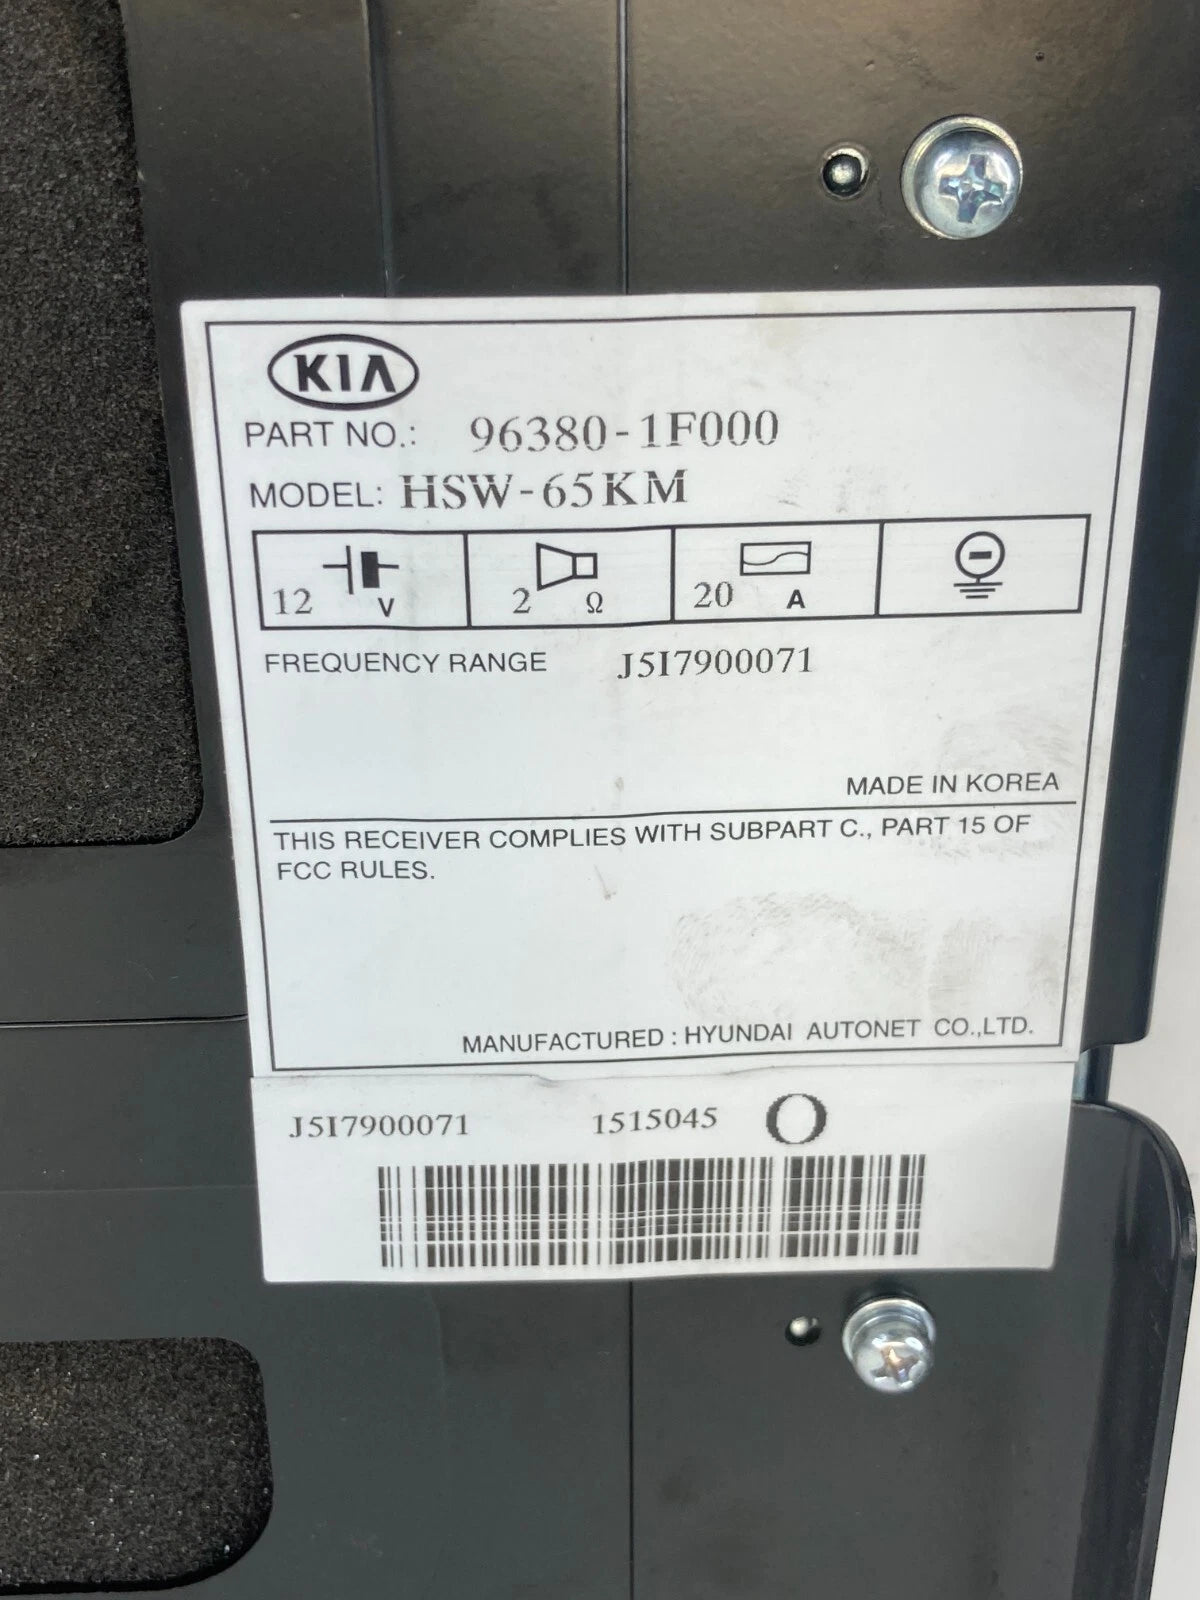 KIA
PART NO.: 96380-1F000
MODEL: HSW-65KM
12 V 2 Ω 20 A
FREQUENCY RANGE J5I7900071
MADE IN KOREA
THIS RECEIVER COMPLIES WITH SUBPART C., PART 15 OF
FCC RULES.
MANUFACTURED : HYUNDAI AUTONET CO.,LTD.
J5I7900071 1515045 O